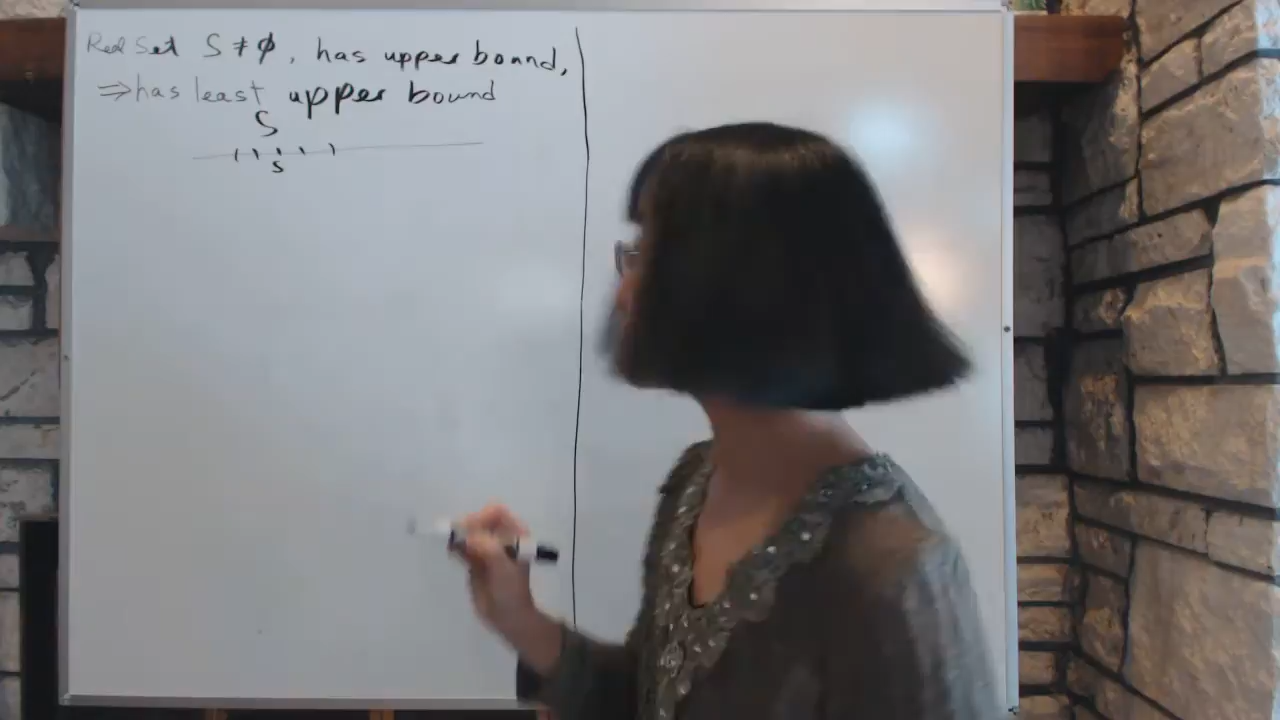 Real Set S ≠ ∅, has upper bound,
⇒ has least upper bound
S
s